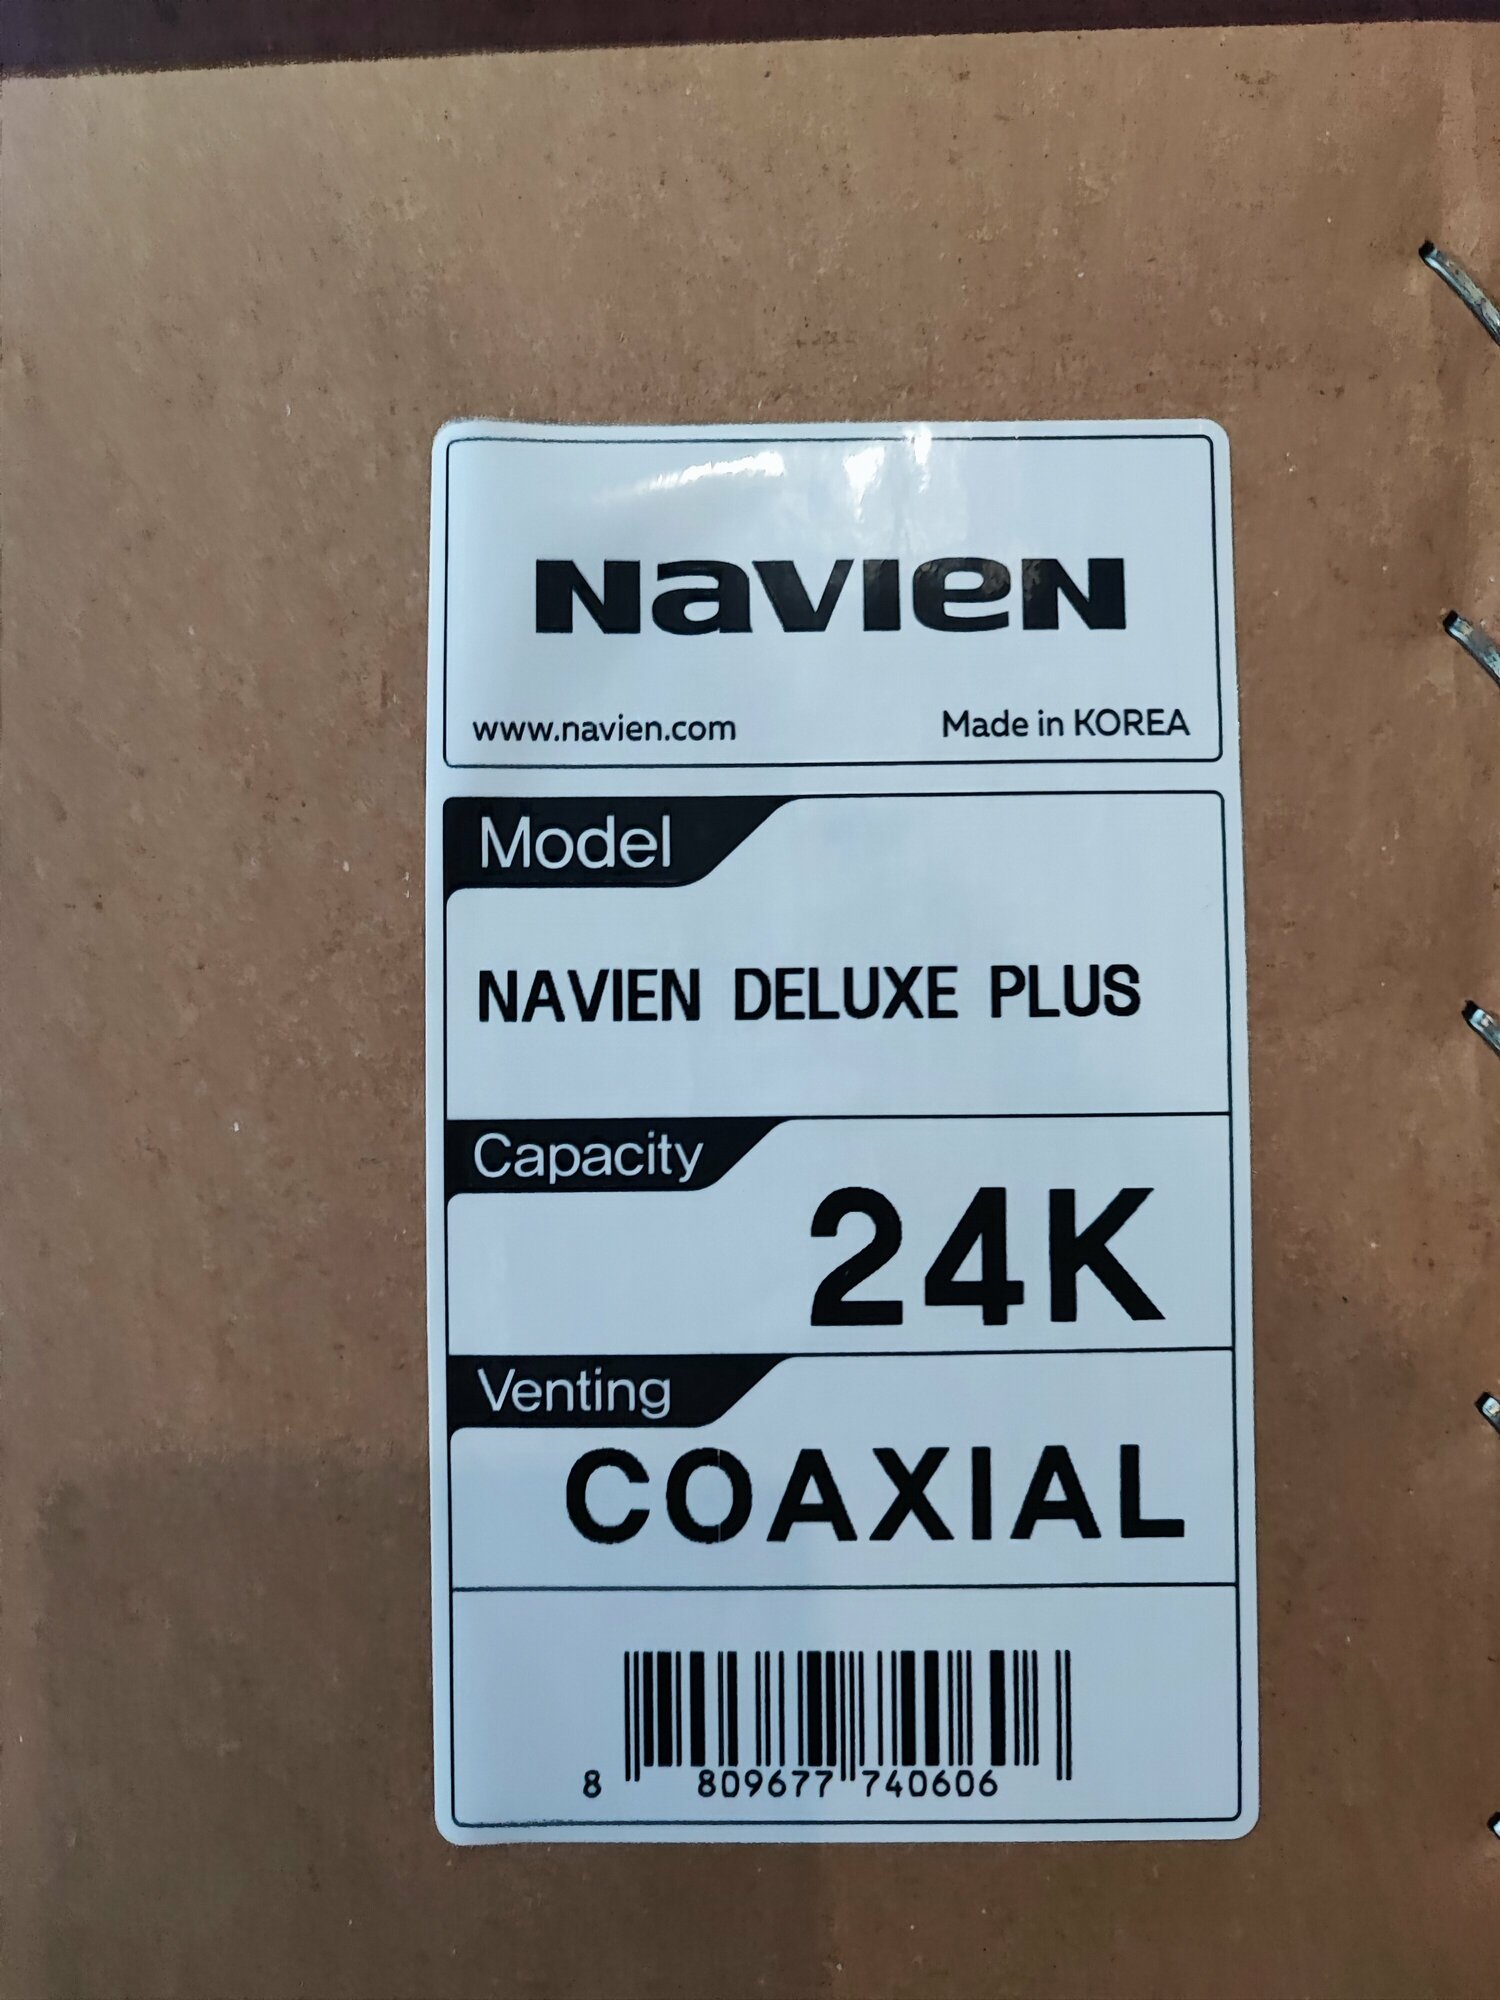 NaVIeN
www.navien.com Made in KOREA
Model
NAVIEN DELUXE PLUS
Capacity
24K
Venting
COAXIAL
8 809677 740606